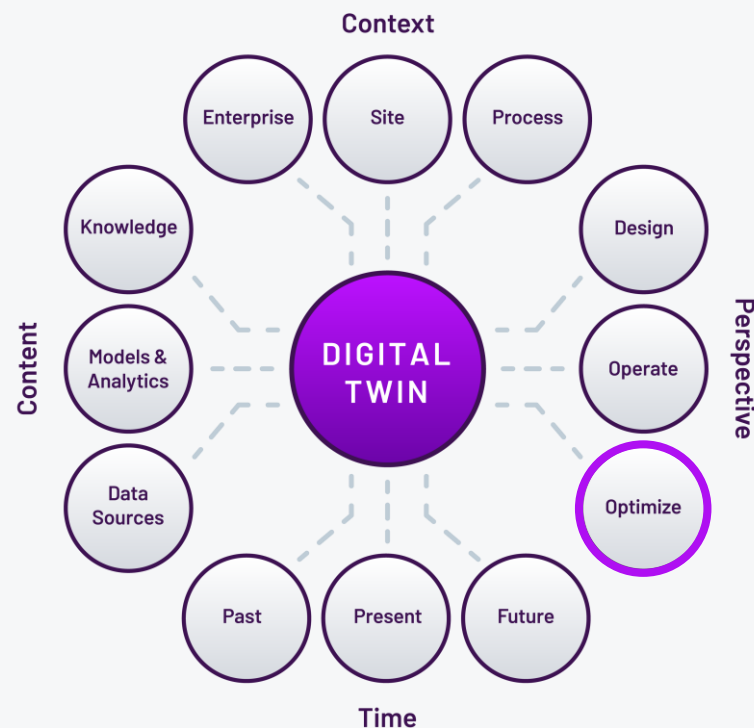 Context
Enterprise
Site
Process
Knowledge
Design
Content
Models &
Analytics
DIGITAL
TWIN
Operate
Perspective
Data
Sources
Optimize
Past
Present
Future
Time